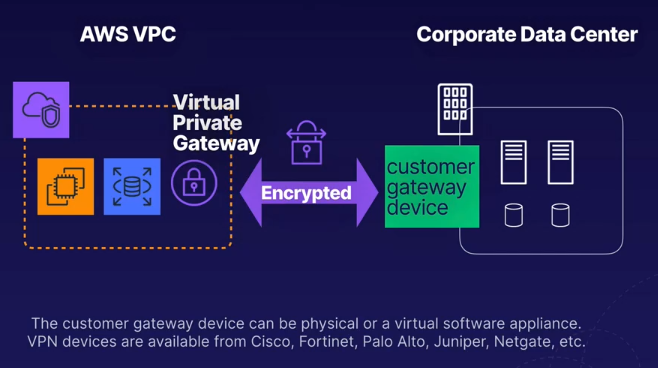 AWS VPC
Corporate Data Center
Virtual
Private
Gateway
Encrypted
customer
gateway
device
The customer gateway device can be physical or a virtual software appliance.
VPN devices are available from Cisco, Fortinet, Palo Alto, Juniper, Netgate, etc.